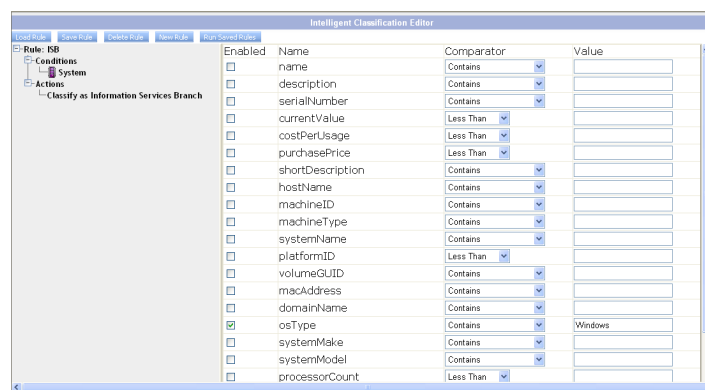 Intelligent Classification Editor
Load Rule Save Rule Delete Rule New Rule Run Saved Rules
Rule: ISB
Conditions
System
Actions
Classify as Information Services Branch
Enabled Name Comparator Value
name Contains
description Contains
serialNumber Contains
currentValue Less Than
costPerUsage Less Than
purchasePrice Less Than
shortDescription Contains
hostName Contains
machineID Contains
machineType Contains
systemName Contains
platformID Less Than
volumeGUID Contains
macAddress Contains
domainName Contains
osType Contains Windows
systemMake Contains
systemModel Contains
processorCount Less Than